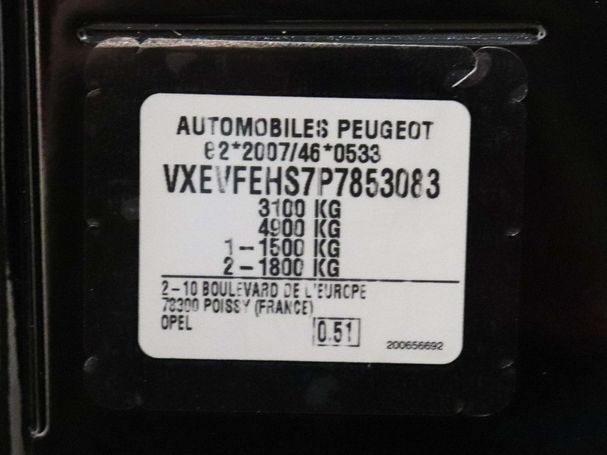 AUTOMOBILES PEUGEOT
e2*2007/46*0533
VXEVFEHS7P7853083
3100 KG
4900 KG
1-1500 KG
2-1800 KG
2-10 BOULEVARD DE L'EUROPE
78300 POISSY (FRANCE)
OPEL
0.51
200656692